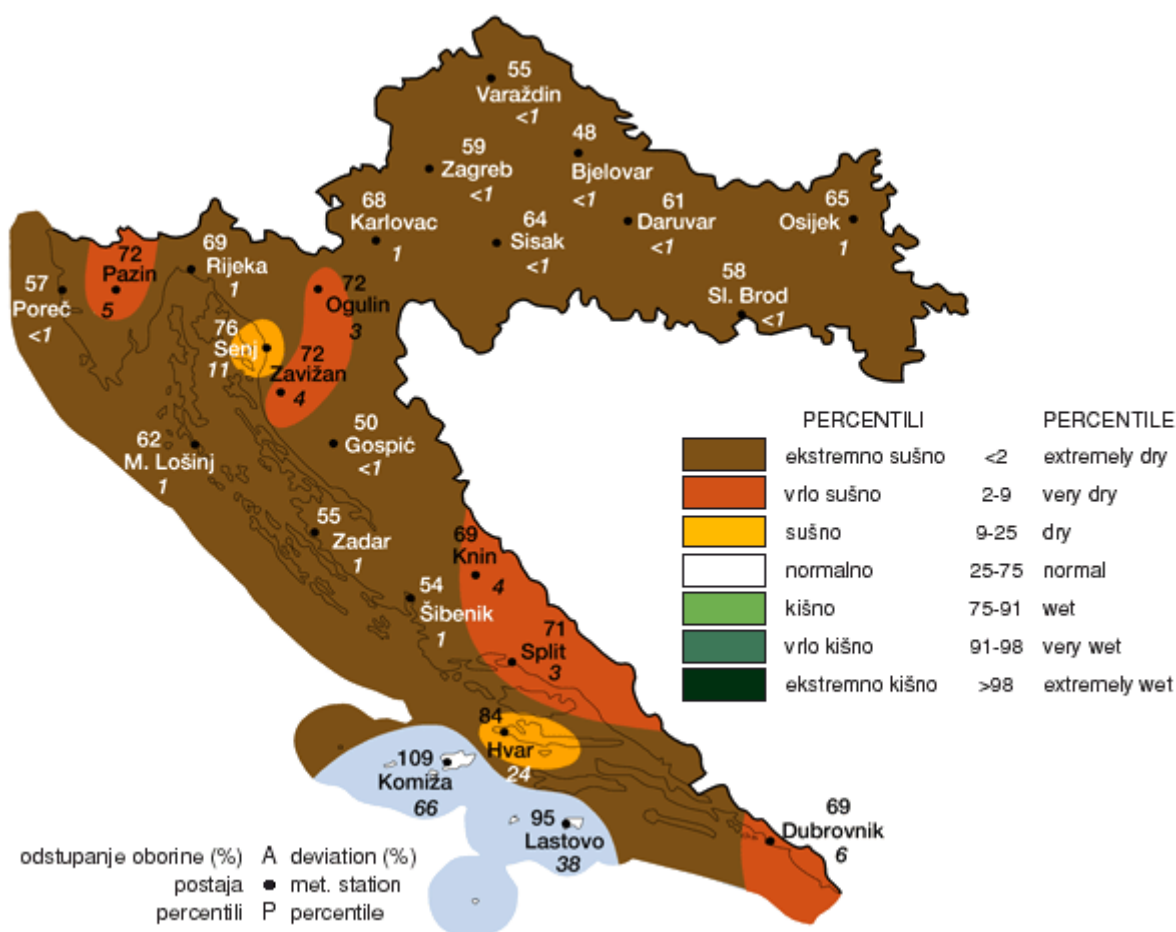 55
Varaždin
<1
48
Bjelovar
<1
59
Zagreb
<1
68
Karlovac
1
64
Sisak
<1
61
Daruvar
<1
65
Osijek
1
58
Sl. Brod
<1
57
Poreč
<1
72
Pazin
5
69
Rijeka
1
72
Ogulin
3
76
Senj
11
72
Zavižan
4
62
M. Lošinj
1
50
Gospić
<1
55
Zadar
1
54
Šibenik
1
69
Knin
4
71
Split
3
84
Hvar
24
109
Komiža
66
95
Lastovo
38
69
Dubrovnik
6
PERCENTILI PERCENTILE
ekstremno sušno <2 extremely dry
vrlo sušno 2-9 very dry
sušno 9-25 dry
normalno 25-75 normal
kišno 75-91 wet
vrlo kišno 91-98 very wet
ekstremno kišno >98 extremely wet
odstupanje oborine (%) A deviation (%)
postaja met. station
percentili P percentile